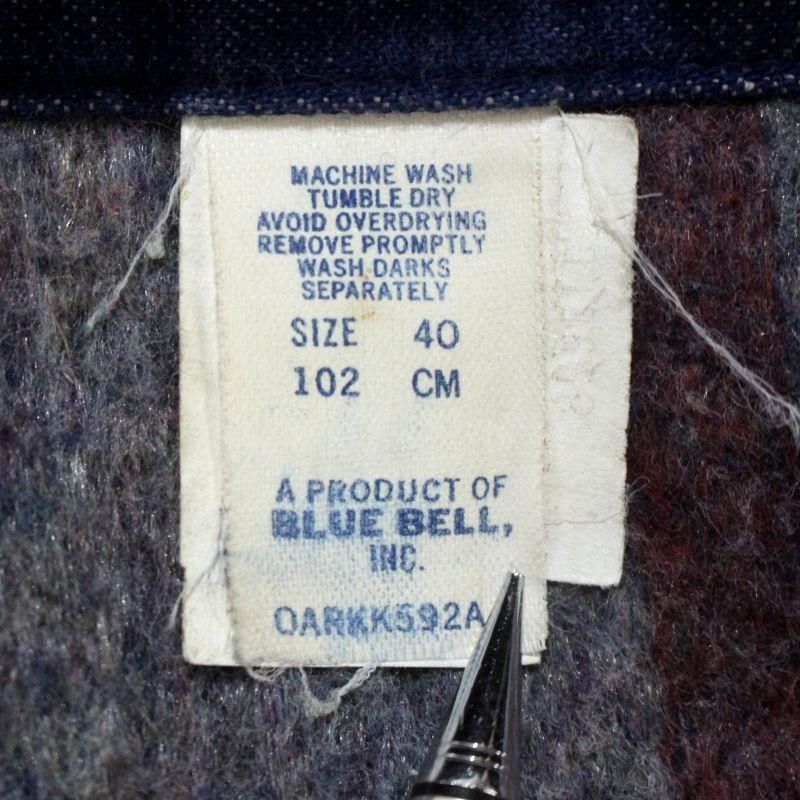 MACHINE WASH
TUMBLE DRY
AVOID OVERDRYING
REMOVE PROMPTLY
WASH DARKS
SEPARATELY
SIZE 40
102 CM
A PRODUCT OF
BLUE BELL,
INC.
OARKK592A